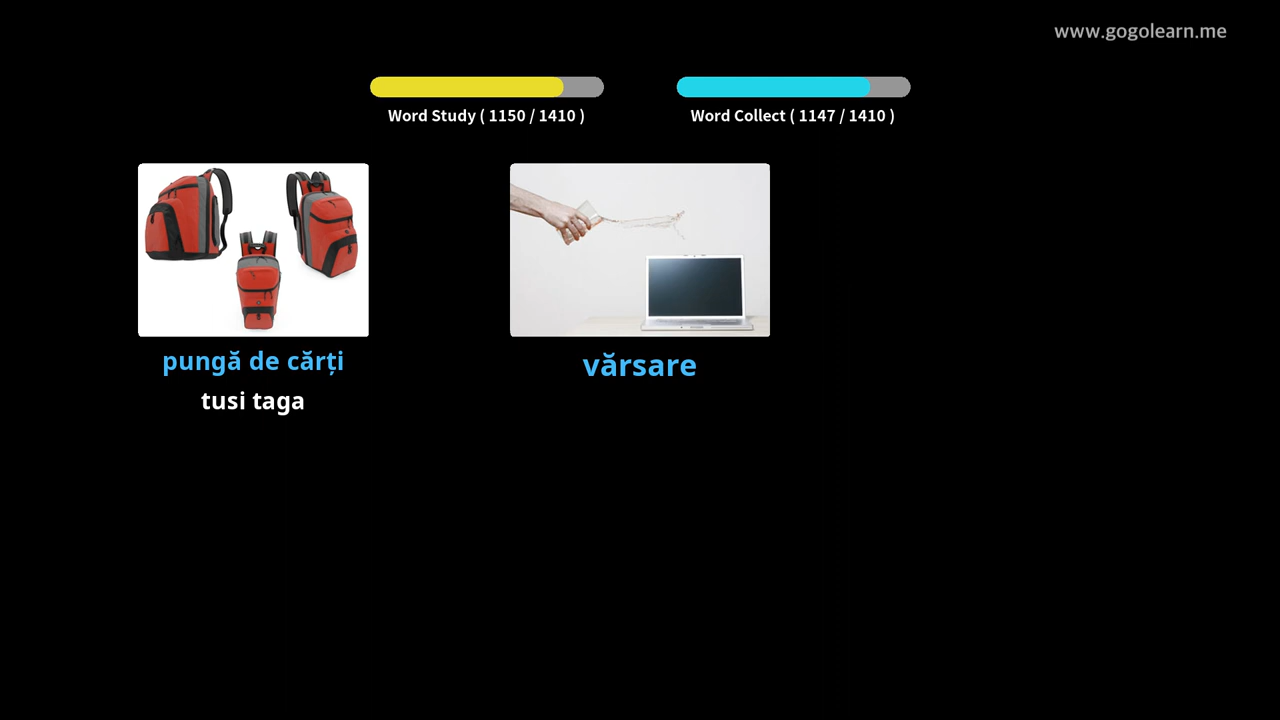 www.gogolearn.me
Word Study ( 1150 / 1410 )
Word Collect ( 1147 / 1410 )
pungă de cărți
tusi taga
vărsare